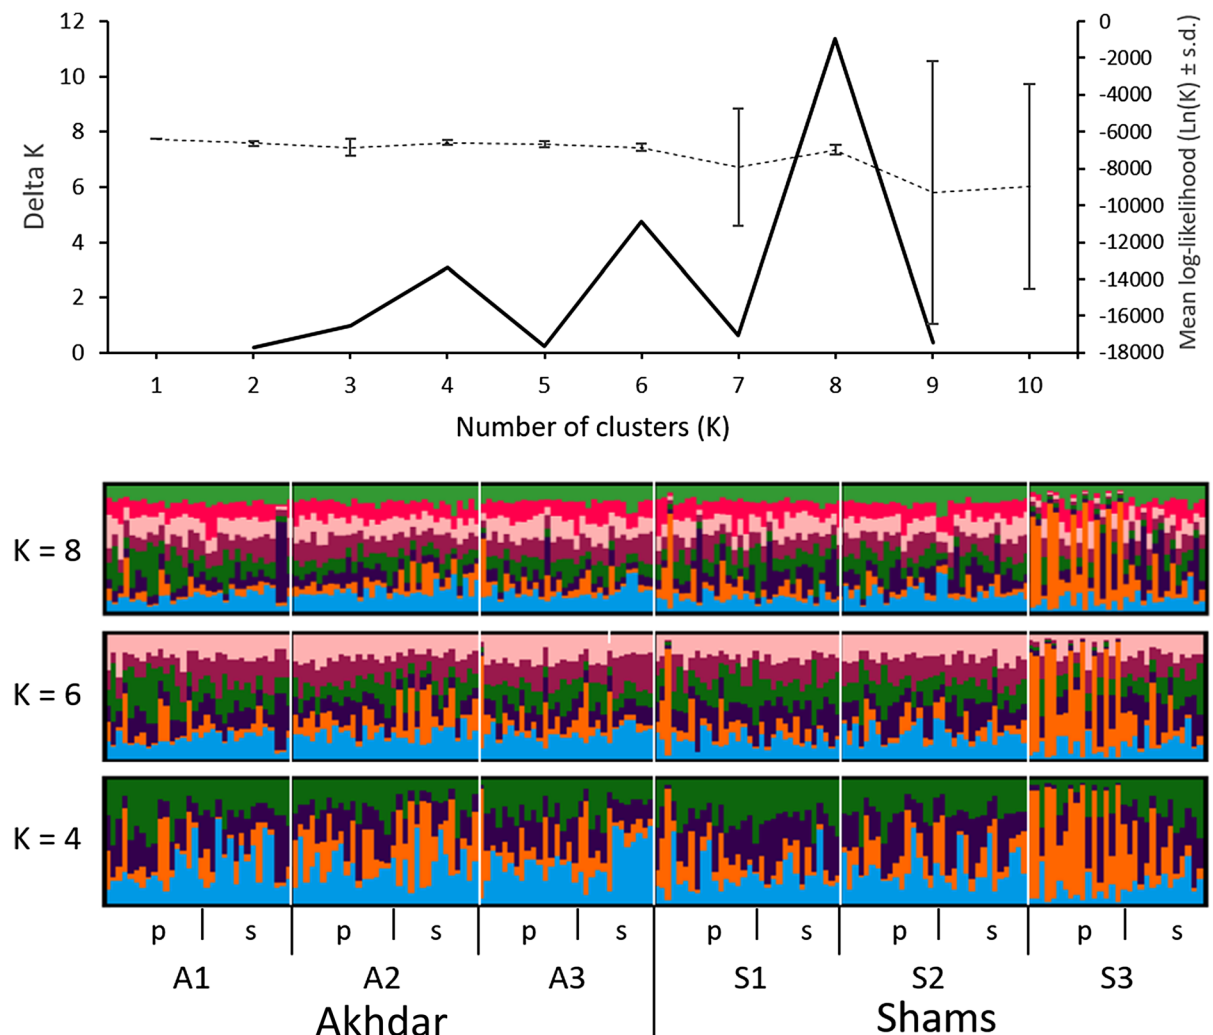 12
10
8
6
4
2
0
Delta K
0
-2000
-4000
-6000
-8000
-10000
-12000
-14000
-16000
-18000
Mean log-likelihood (Ln(K) ± s.d.)
1 2 3 4 5 6 7 8 9 10
Number of clusters (K)
K = 8
K = 6
K = 4
p s p s p s p s p s p s
A1 A2 A3 S1 S2 S3
Akhdar Shams